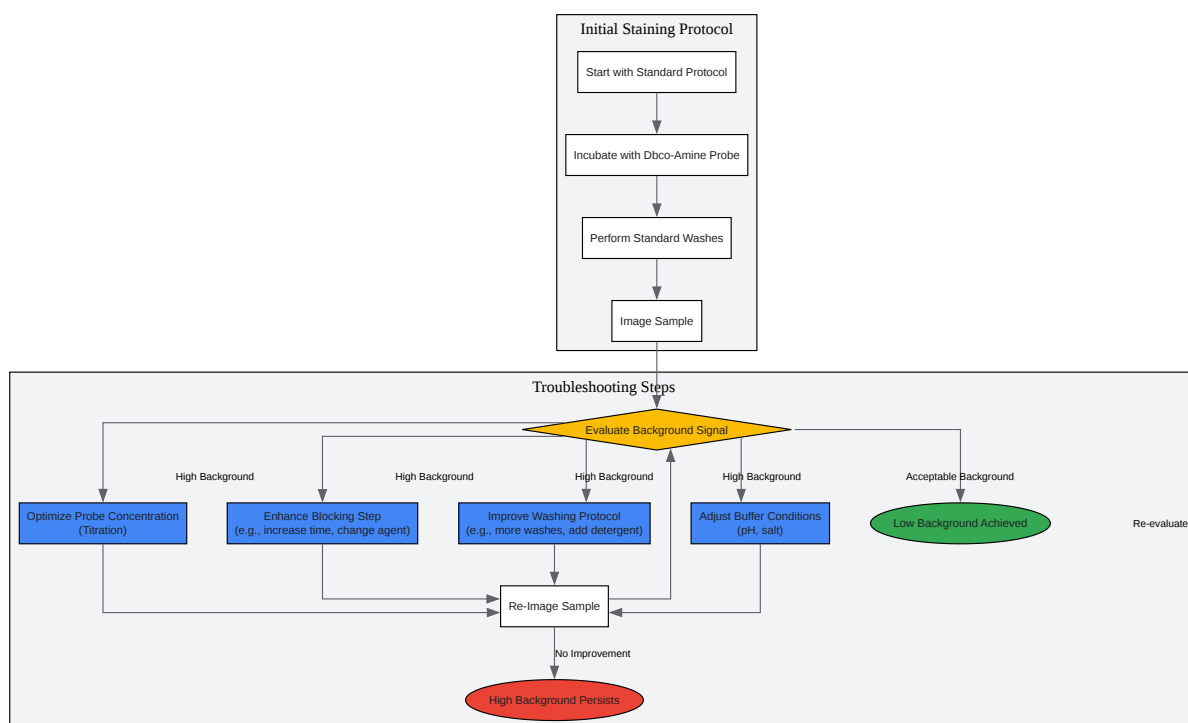 Initial Staining Protocol
Start with Standard Protocol
Incubate with Dbco-Amine Probe
Perform Standard Washes
Image Sample
Troubleshooting Steps
Evaluate Background Signal
High Background
High Background
High Background
High Background
Acceptable Background
Optimize Probe Concentration
(Titration)
Enhance Blocking Step
(e.g., increase time, change agent)
Improve Washing Protocol
(e.g., more washes, add detergent)
Adjust Buffer Conditions
(pH, salt)
Low Background Achieved
Re-evaluate
Re-Image Sample
No Improvement
High Background Persists